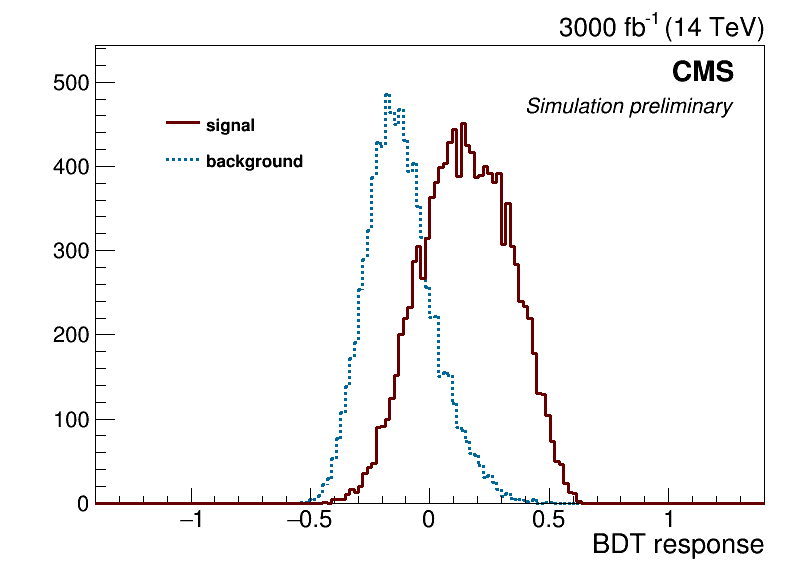 3000 fb-1 (14 TeV)
CMS
Simulation preliminary
signal
background
500
400
300
200
100
0
−1
−0.5
0
0.5
1
BDT response